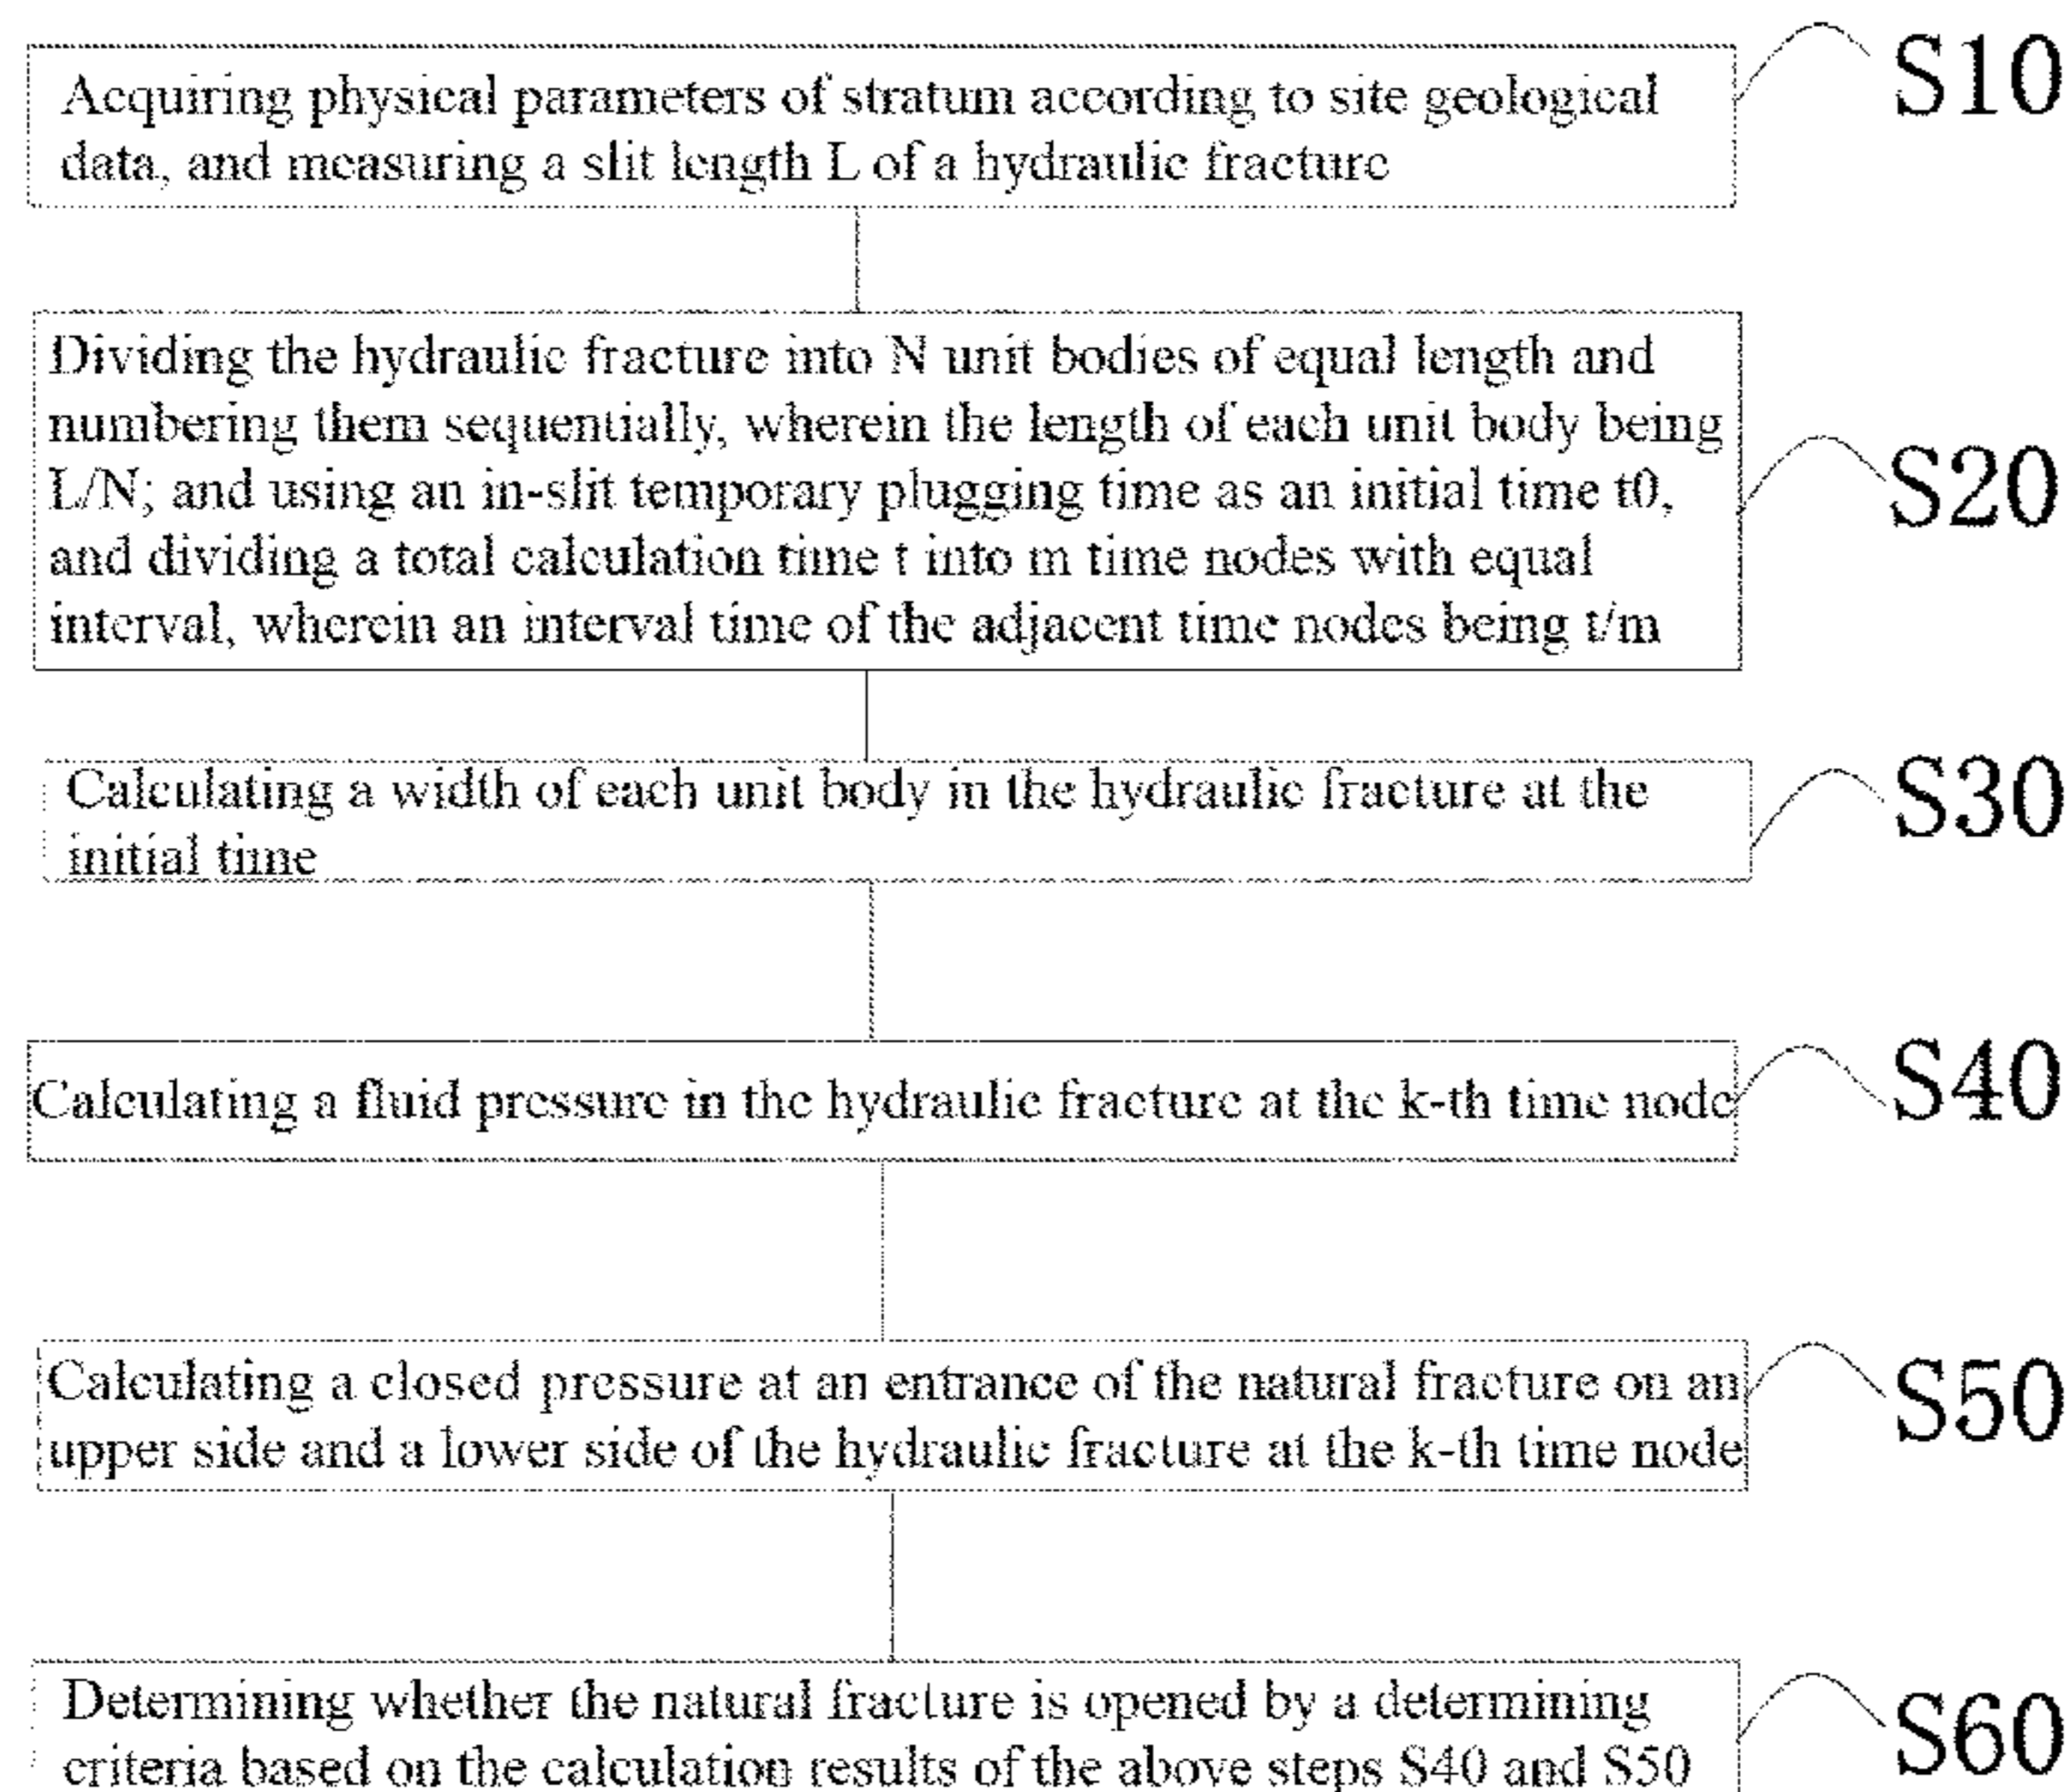 Acquiring physical parameters of stratum according to site geological
data, and measuring a slit length L of a hydraulic fracture
S10
Dividing the hydraulic fracture into N unit bodies of equal length and
numbering them sequentially, wherein the length of each unit body being
L/N; and using an in-slit temporary plugging time as an initial time t0,
and dividing a total calculation time t into m time nodes with equal
interval, wherein an interval time of the adjacent time nodes being t/m
S20
Calculating a width of each unit body in the hydraulic fracture at the
initial time
S30
Calculating a fluid pressure in the hydraulic fracture at the k-th time node
S40
Calculating a closed pressure at an entrance of the natural fracture on an
upper side and a lower side of the hydraulic fracture at the k-th time node
S50
Determining whether the natural fracture is opened by a determining
criteria based on the calculation results of the above steps S40 and S50
S60